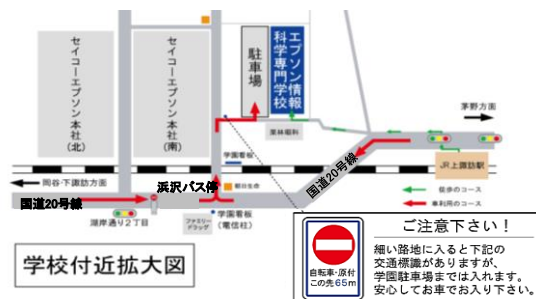 セイコーエプソン本社(北)
セイコーエプソン本社(南)
駐車場
エプソン情報
科学専門学校
栗林眼科
茅野方面
JR上諏訪駅
学園看板
岡谷・下諏訪方面
浜沢バス停
国道20号線
国道20号線
朝日生命
徒歩のコース
車利用のコース
湖岸通り2丁目
ファミリー
ドラッグ
学園看板
(電信柱)
学校付近拡大図
自転車・原付
この先65m
ご注意下さい!
細い路地に入ると下記の
交通標識がありますが、
学園駐車場までは入れます。
安心してお車でお入り下さい。